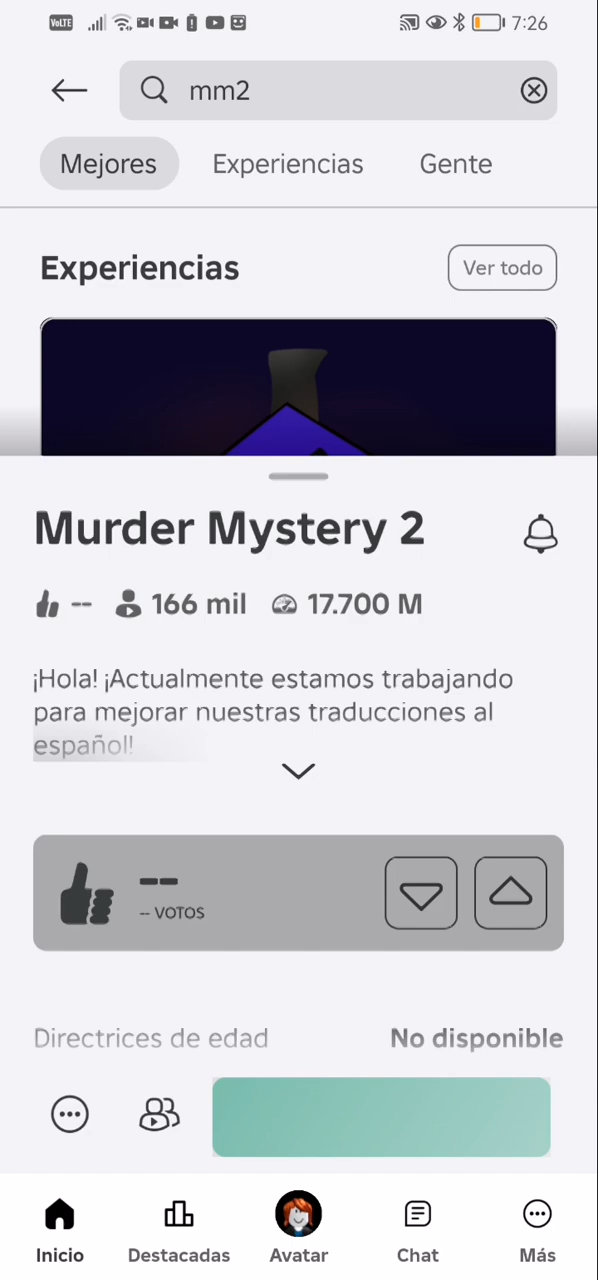 VoLTE 7:26
mm2
Mejores Experiencias Gente
Experiencias Ver todo
Murder Mystery 2
-- 166 mil 17.700 M
¡Hola! ¡Actualmente estamos trabajando
para mejorar nuestras traducciones al
español!
--
-- VOTOS
Directrices de edad No disponible
Inicio Destacadas Avatar Chat Más